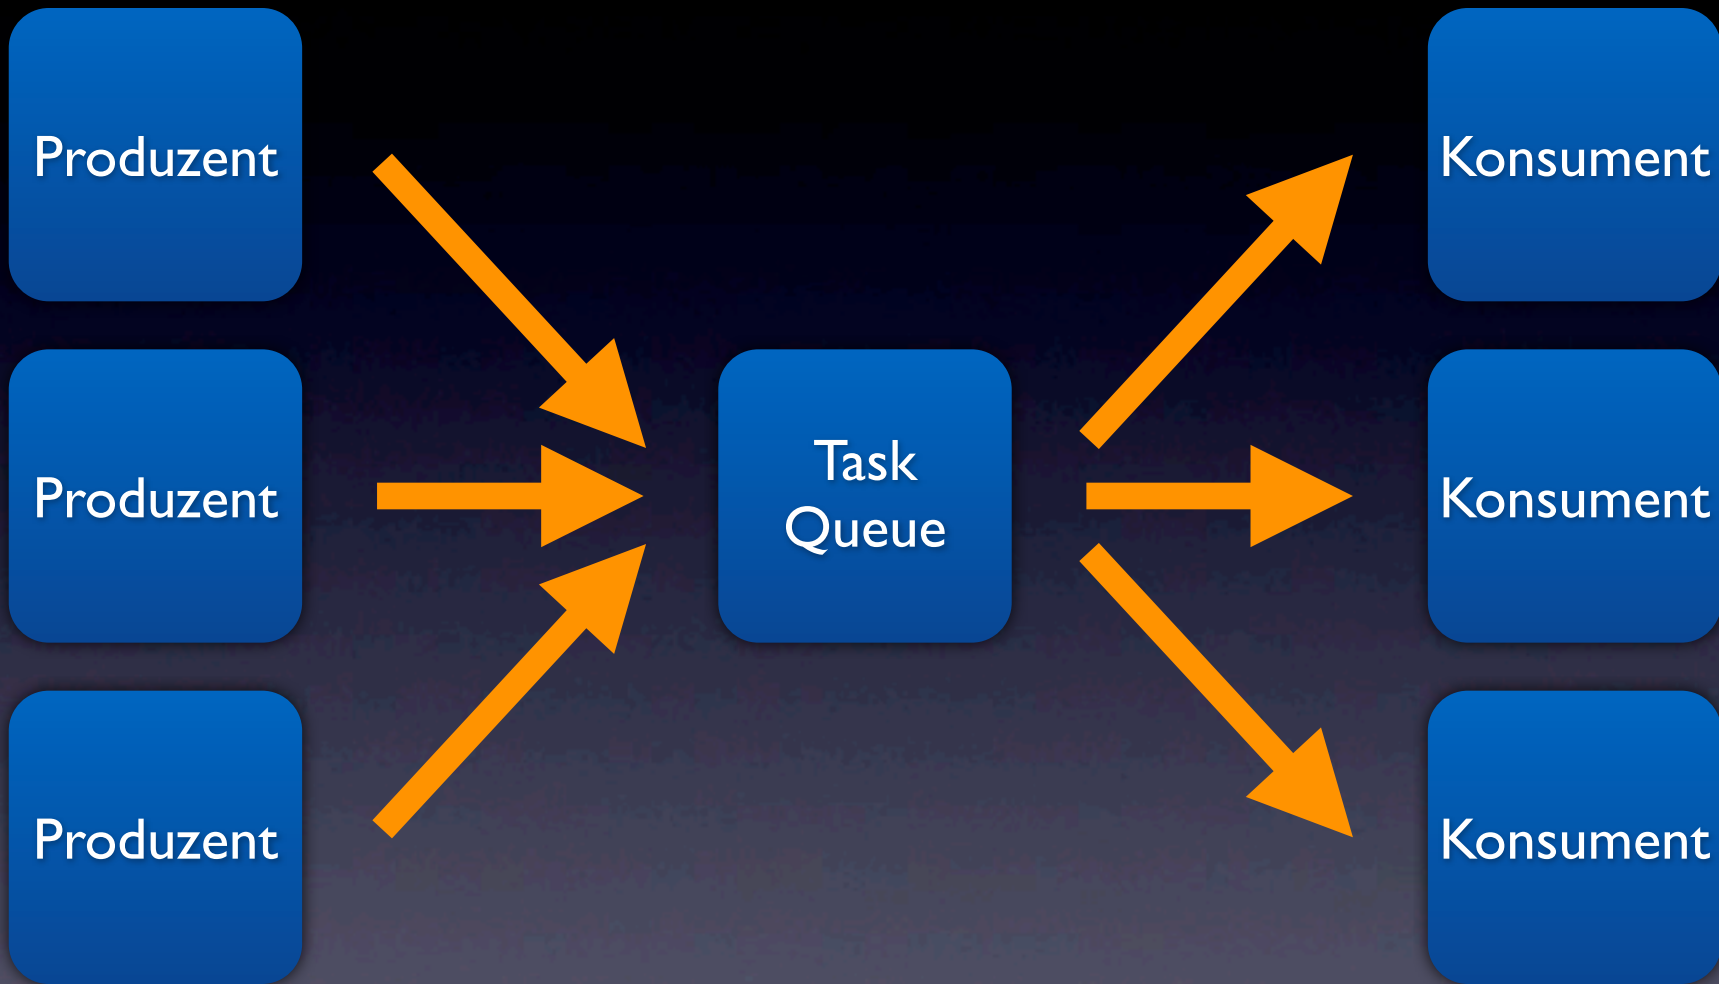 Produzent
Konsument
Produzent
Task
Queue
Konsument
Produzent
Konsument